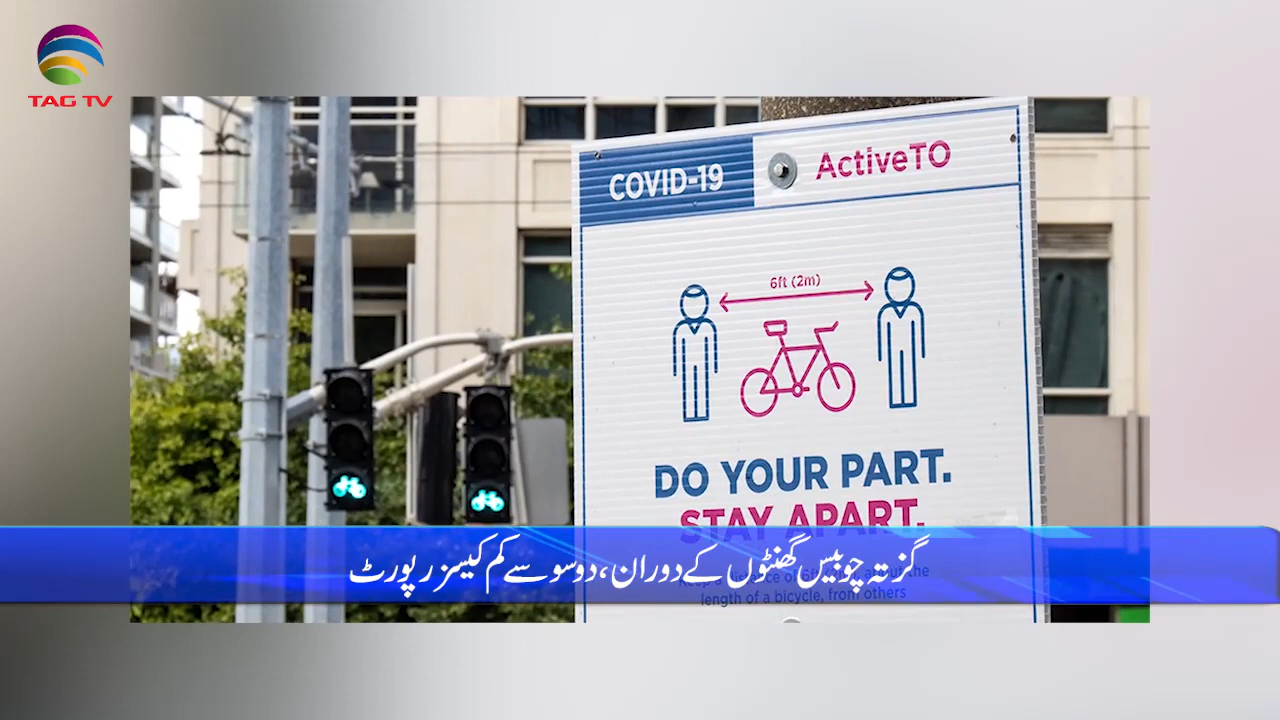 TAG TV
COVID-19
ActiveTO
6ft (2m)
DO YOUR PART.
STAY APART.
گزشتہ چوبیس گھنٹوں کے دوران، دو سو سے کم کیسز رپورٹ
length of a bicycle, from others